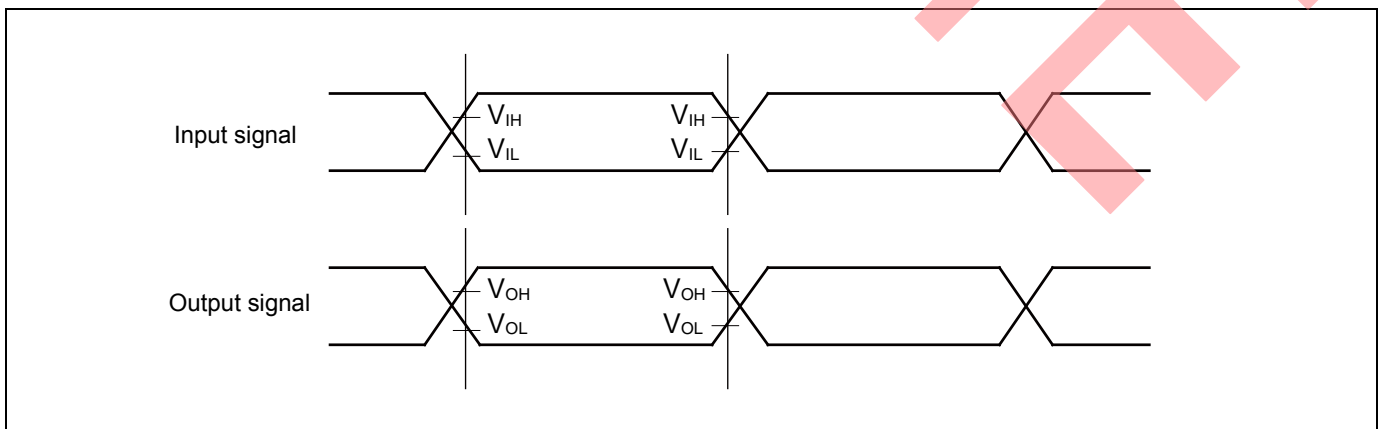 VIH VIH
Input signal
VIL VIL
VOH VOH
Output signal
VOL VOL